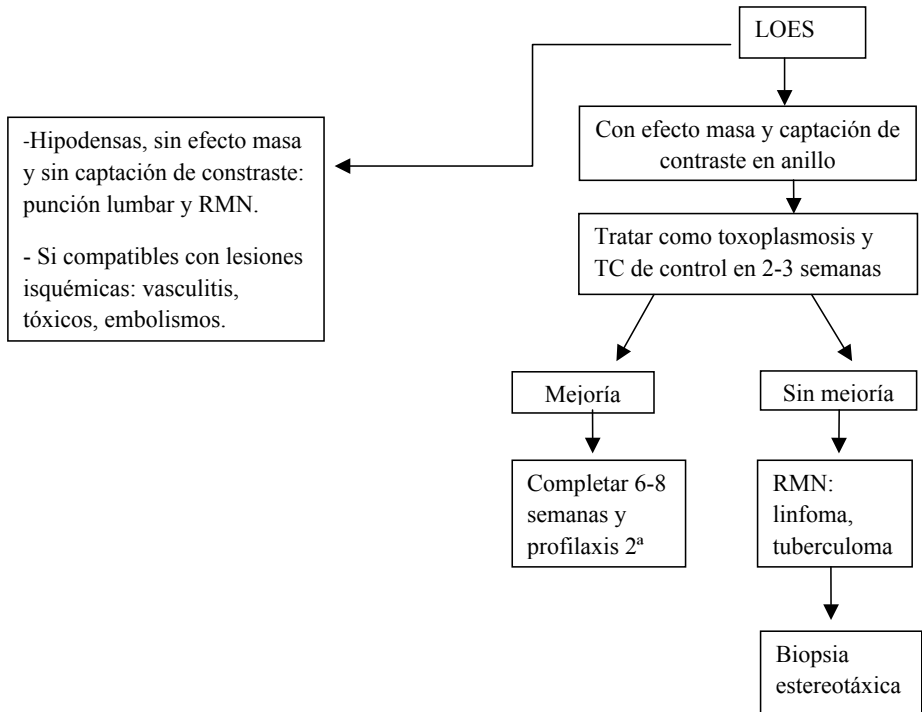 LOES
Con efecto masa y captación de
contraste en anillo
-Hipodensas, sin efecto masa
y sin captación de constraste:
punción lumbar y RMN.
- Si compatibles con lesiones
isquémicas: vasculitis,
tóxicos, embolismos.
Tratar como toxoplasmosis y
TC de control en 2-3 semanas
Mejoría
Sin mejoría
Completar 6-8
semanas y
profilaxis 2ª
RMN:
linfoma,
tuberculoma
Biopsia
estereotáxica